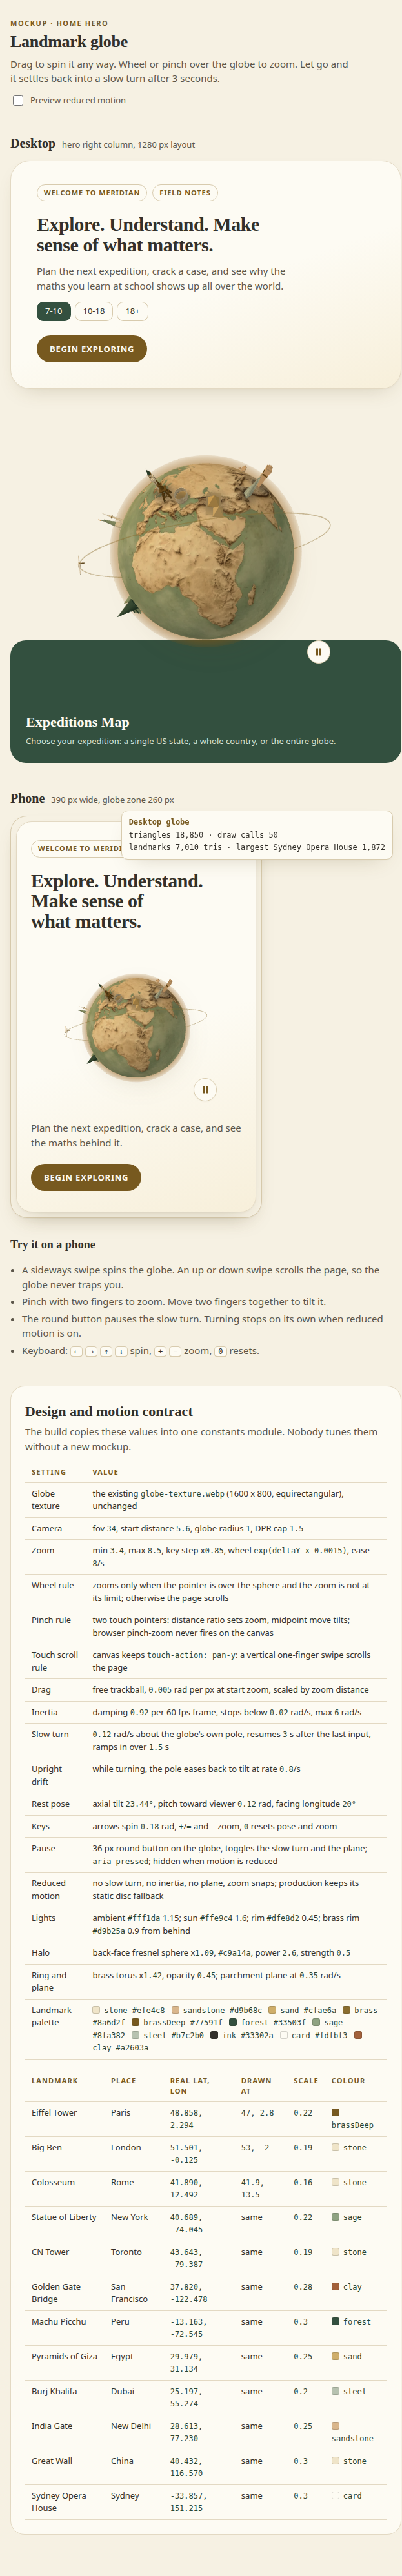 MOCKUP · HOME HERO
Landmark globe
Drag to spin it any way. Wheel or pinch over the globe to zoom. Let go and
it settles back into a slow turn after 3 seconds.
Preview reduced motion
Desktop hero right column, 1280 px layout
WELCOME TO MERIDIAN FIELD NOTES
Explore. Understand. Make
sense of what matters.
Plan the next expedition, crack a case, and see why the
maths you learn at school shows up all over the world.
7-10 10-18 18+
BEGIN EXPLORING
Expeditions Map
Choose your expedition: a single US state, a whole country, or the entire globe.
Phone 390 px wide, globe zone 260 px
Desktop globe
triangles 18,850 · draw calls 50
landmarks 7,010 tris · largest Sydney Opera House 1,872
WELCOME TO MERIDI
Explore. Understand.
Make sense of
what matters.
Plan the next expedition, crack a case, and see
the maths behind it.
BEGIN EXPLORING
Try it on a phone
• A sideways swipe spins the globe. An up or down swipe scrolls the page, so the
globe never traps you.
• Pinch with two fingers to zoom. Move two fingers together to tilt it.
• The round button pauses the slow turn. Turning stops on its own when reduced
motion is on.
• Keyboard: ← → ↑ ↓ spin, + − zoom, 0 resets.
Design and motion contract
The build copies these values into one constants module. Nobody tunes them
without a new mockup.
SETTING VALUE
Globe texture the existing globe-texture.webp (1600 x 800, equirectangular),
unchanged
Camera fov 34, start distance 5.6, globe radius 1, DPR cap 1.5
Zoom min 3.4, max 8.5, key step x0.85, wheel exp(deltaY x 0.0015), ease
8/s
Wheel rule zooms only when the pointer is over the sphere and the zoom is not at
its limit; otherwise the page scrolls
Pinch rule two touch pointers: distance ratio sets zoom, midpoint move tilts;
browser pinch-zoom never fires on the canvas
Touch scroll rule canvas keeps touch-action: pan-y: a vertical one-finger swipe scrolls
the page
Drag free trackball, 0.005 rad per px at start zoom, scaled by zoom distance
Inertia damping 0.92 per 60 fps frame, stops below 0.02 rad/s, max 6 rad/s
Slow turn 0.12 rad/s about the globe's own pole, resumes 3 s after the last input,
ramps in over 1.5 s
Upright drift while turning, the pole eases back to tilt at rate 0.8/s
Rest pose axial tilt 23.44°, pitch toward viewer 0.12 rad, facing longitude 20°
Keys arrows spin 0.18 rad, +/= and - zoom, 0 resets pose and zoom
Pause 36 px round button on the globe, toggles the slow turn and the plane;
aria-pressed; hidden when motion is reduced
Reduced motion no slow turn, no inertia, no plane, zoom snaps; production keeps its
static disc fallback
Lights ambient #fff1da 1.15; sun #ffe9c4 1.6; rim #dfe8d2 0.45; brass rim
#d9b25a 0.9 from behind
Halo back-face fresnel sphere x1.09, #c9a14a, power 2.6, strength 0.5
Ring and plane brass torus x1.42, opacity 0.45; parchment plane at 0.35 rad/s
Landmark palette stone #efe4c8 sandstone #d9b68c sand #cfae6a brass
#8a6d2f brassDeep #77591f forest #33503f sage
#8fa382 steel #b7c2b0 ink #33302a card #fdfbf3
clay #a2603a
LANDMARK PLACE REAL LAT, LON DRAWN AT SCALE COLOUR
Eiffel Tower Paris 48.858, 2.294 47, 2.8 0.22 brassDeep
Big Ben London 51.501, -0.125 53, -2 0.19 stone
Colosseum Rome 41.890, 12.492 41.9, 13.5 0.16 stone
Statue of Liberty New York 40.689, -74.045 same 0.22 sage
CN Tower Toronto 43.643, -79.387 same 0.19 stone
Golden Gate Bridge San Francisco 37.820, -122.478 same 0.28 clay
Machu Picchu Peru -13.163, -72.545 same 0.3 forest
Pyramids of Giza Egypt 29.979, 31.134 same 0.25 sand
Burj Khalifa Dubai 25.197, 55.274 same 0.2 steel
India Gate New Delhi 28.613, 77.230 same 0.25 sandstone
Great Wall China 40.432, 116.570 same 0.3 stone
Sydney Opera House Sydney -33.857, 151.215 same 0.3 card